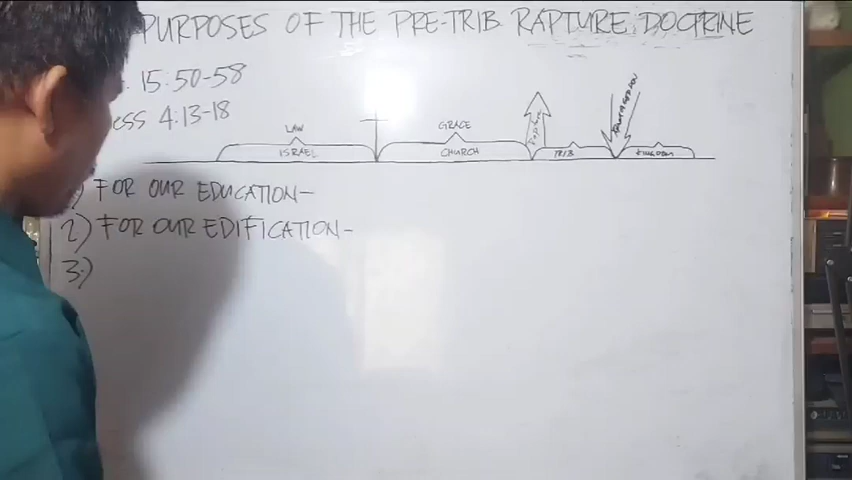 PURPOSES OF THE PRE-TRIB RAPTURE DOCTRINE
15:50-58
4:13-18
LAW
GRACE
ISRAEL
CHURCH
TRIB
KINGDOM
FOR OUR EDUCATION-
2) FOR OUR EDIFICATION-
3)